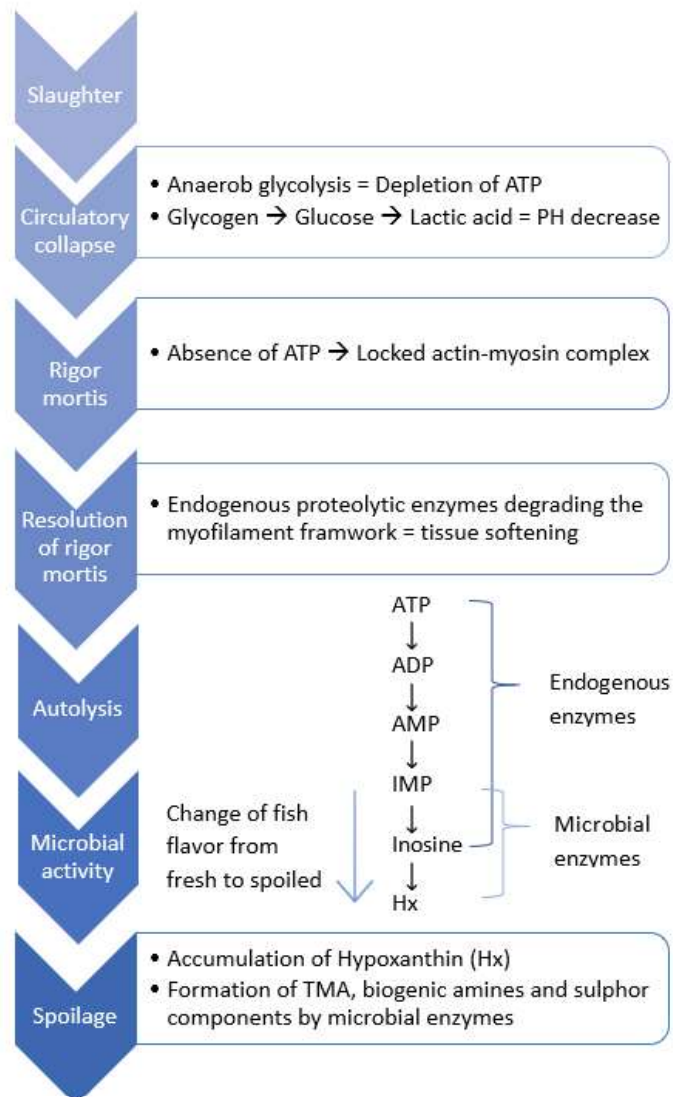 Slaughter
Circulatory
collapse
• Anaerob glycolysis = Depletion of ATP
• Glycogen → Glucose → Lactic acid = PH decrease
Rigor
mortis
• Absence of ATP → Locked actin-myosin complex
Resolution
of rigor
mortis
• Endogenous proteolytic enzymes degrading the
myofilament framwork = tissue softening
Autolysis
ATP
↓
ADP
↓
AMP
↓
IMP
↓
Inosine
↓
Hx
Endogenous
enzymes
Microbial
activity
Change of fish
flavor from
fresh to spoiled
Microbial
enzymes
Spoilage
• Accumulation of Hypoxanthin (Hx)
• Formation of TMA, biogenic amines and sulphor
components by microbial enzymes